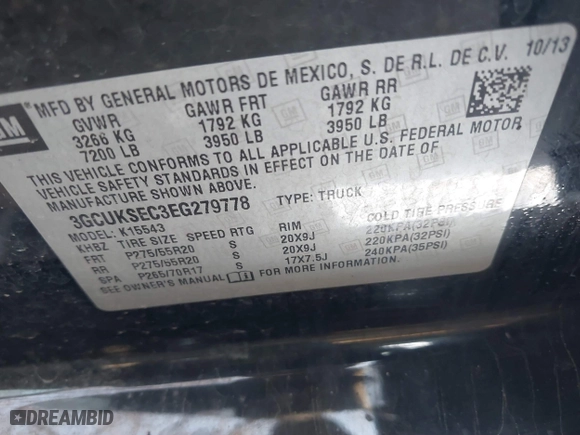 GM
MFD BY GENERAL MOTORS DE MEXICO, S. DE R.L. DE C.V. 10/13
GVWR GAWR FRT GAWR RR
3266 KG 1792 KG 1792 KG
7200 LB 3950 LB 3950 LB
THIS VEHICLE CONFORMS TO ALL APPLICABLE U.S. FEDERAL MOTOR
VEHICLE SAFETY STANDARDS IN EFFECT ON THE DATE OF
MANUFACTURE SHOWN ABOVE.
3GCUKSEC3EG279778 TYPE: TRUCK
MODEL: K15543
KHBZ TIRE SIZE SPEED RTG RIM COLD TIRE PRESSURE
FRT P275/55R20 S 20X9J 220KPA(32PSI)
RR P275/55R20 S 20X9J 220KPA(32PSI)
SPA P265/70R17 S 17X7.5J 240KPA(35PSI)
SEE OWNER'S MANUAL FOR MORE INFORMATION.
DREAMBID